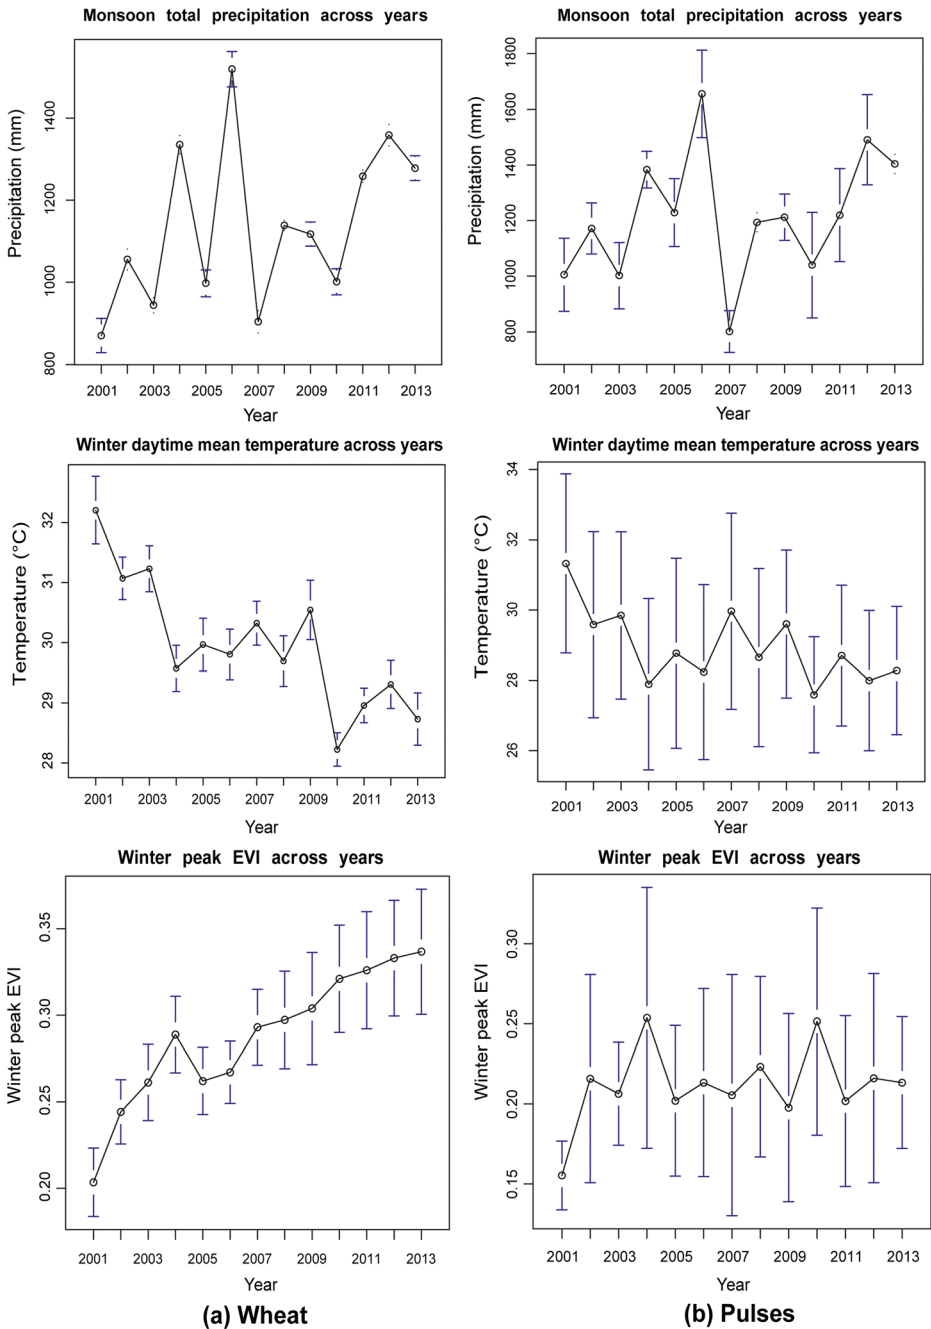 Monsoon total precipitation across years
Precipitation (mm)
1400
1200
1000
800
2001 2003 2005 2007 2009 2011 2013
Year
Monsoon total precipitation across years
Precipitation (mm)
1800
1600
1400
1200
1000
800
2001 2003 2005 2007 2009 2011 2013
Year
Winter daytime mean temperature across years
Temperature (°C)
32
31
30
29
28
2001 2003 2005 2007 2009 2011 2013
Year
Winter daytime mean temperature across years
Temperature (°C)
34
32
30
28
26
2001 2003 2005 2007 2009 2011 2013
Year
Winter peak EVI across years
Winter peak EVI
0.35
0.30
0.25
0.20
2001 2003 2005 2007 2009 2011 2013
Year
(a) Wheat
Winter peak EVI across years
Winter peak EVI
0.30
0.25
0.20
0.15
2001 2003 2005 2007 2009 2011 2013
Year
(b) Pulses